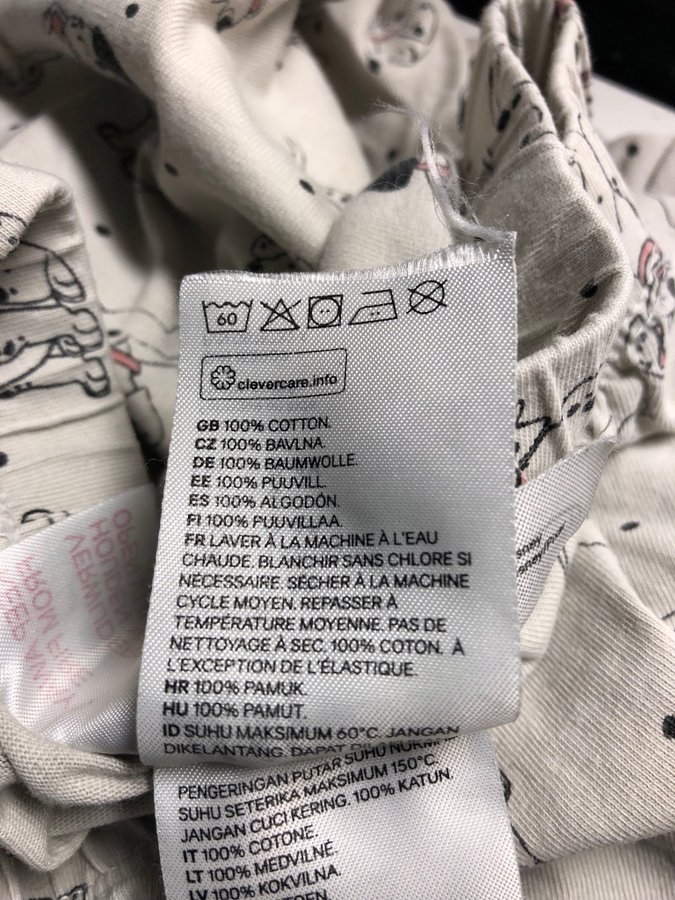 60
clevercare.info
GB 100% COTTON.
CZ 100% BAVLNA.
DE 100% BAUMWOLLE.
EE 100% PUUVILL.
ES 100% ALGODÓN.
FI 100% PUUVILLAA.
FR LAVER À LA MACHINE À L'EAU
CHAUDE. BLANCHIR SANS CHLORE SI
NÉCESSAIRE. SÉCHER À LA MACHINE
CYCLE MOYEN. REPASSER À
TEMPÉRATURE MOYENNE. PAS DE
NETTOYAGE À SEC. 100% COTON. À
L'EXCEPTION DE L'ÉLASTIQUE.
HR 100% PAMUK.
HU 100% PAMUT.
ID SUHU MAKSIMUM 60°C. JANGAN
DIKELANTANG. DAPAT
PENGERINGAN PUTAR SUHU
SUHU SETERIKA MAKSIMUM 150°C.
JANGAN CUCI KERING. 100% KATUN.
IT 100% COTONE.
LT 100% MEDVILNĖ.
LV 100% KOKVILNA.